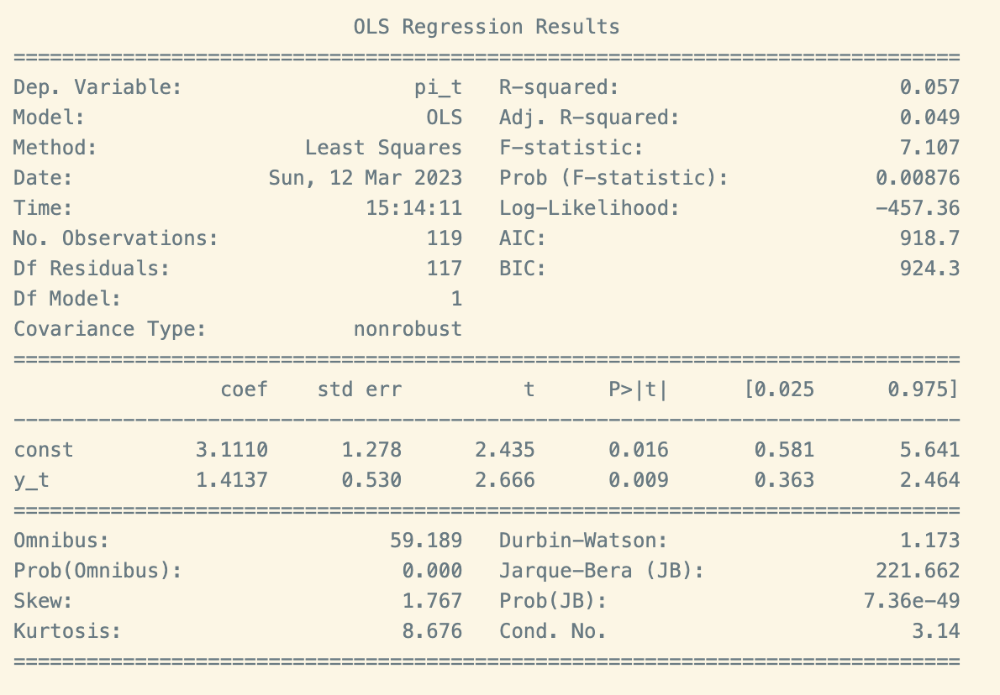 OLS Regression Results
==============================================================================
Dep. Variable: pi_t R-squared: 0.057
Model: OLS Adj. R-squared: 0.049
Method: Least Squares F-statistic: 7.107
Date: Sun, 12 Mar 2023 Prob (F-statistic): 0.00876
Time: 15:14:11 Log-Likelihood: -457.36
No. Observations: 119 AIC: 918.7
Df Residuals: 117 BIC: 924.3
Df Model: 1
Covariance Type: nonrobust
==============================================================================
coef std err t P>|t| [0.025 0.975]
------------------------------------------------------------------------------
const 3.1110 1.278 2.435 0.016 0.581 5.641
y_t 1.4137 0.530 2.666 0.009 0.363 2.464
==============================================================================
Omnibus: 59.189 Durbin-Watson: 1.173
Prob(Omnibus): 0.000 Jarque-Bera (JB): 221.662
Skew: 1.767 Prob(JB): 7.36e-49
Kurtosis: 8.676 Cond. No. 3.14
==============================================================================